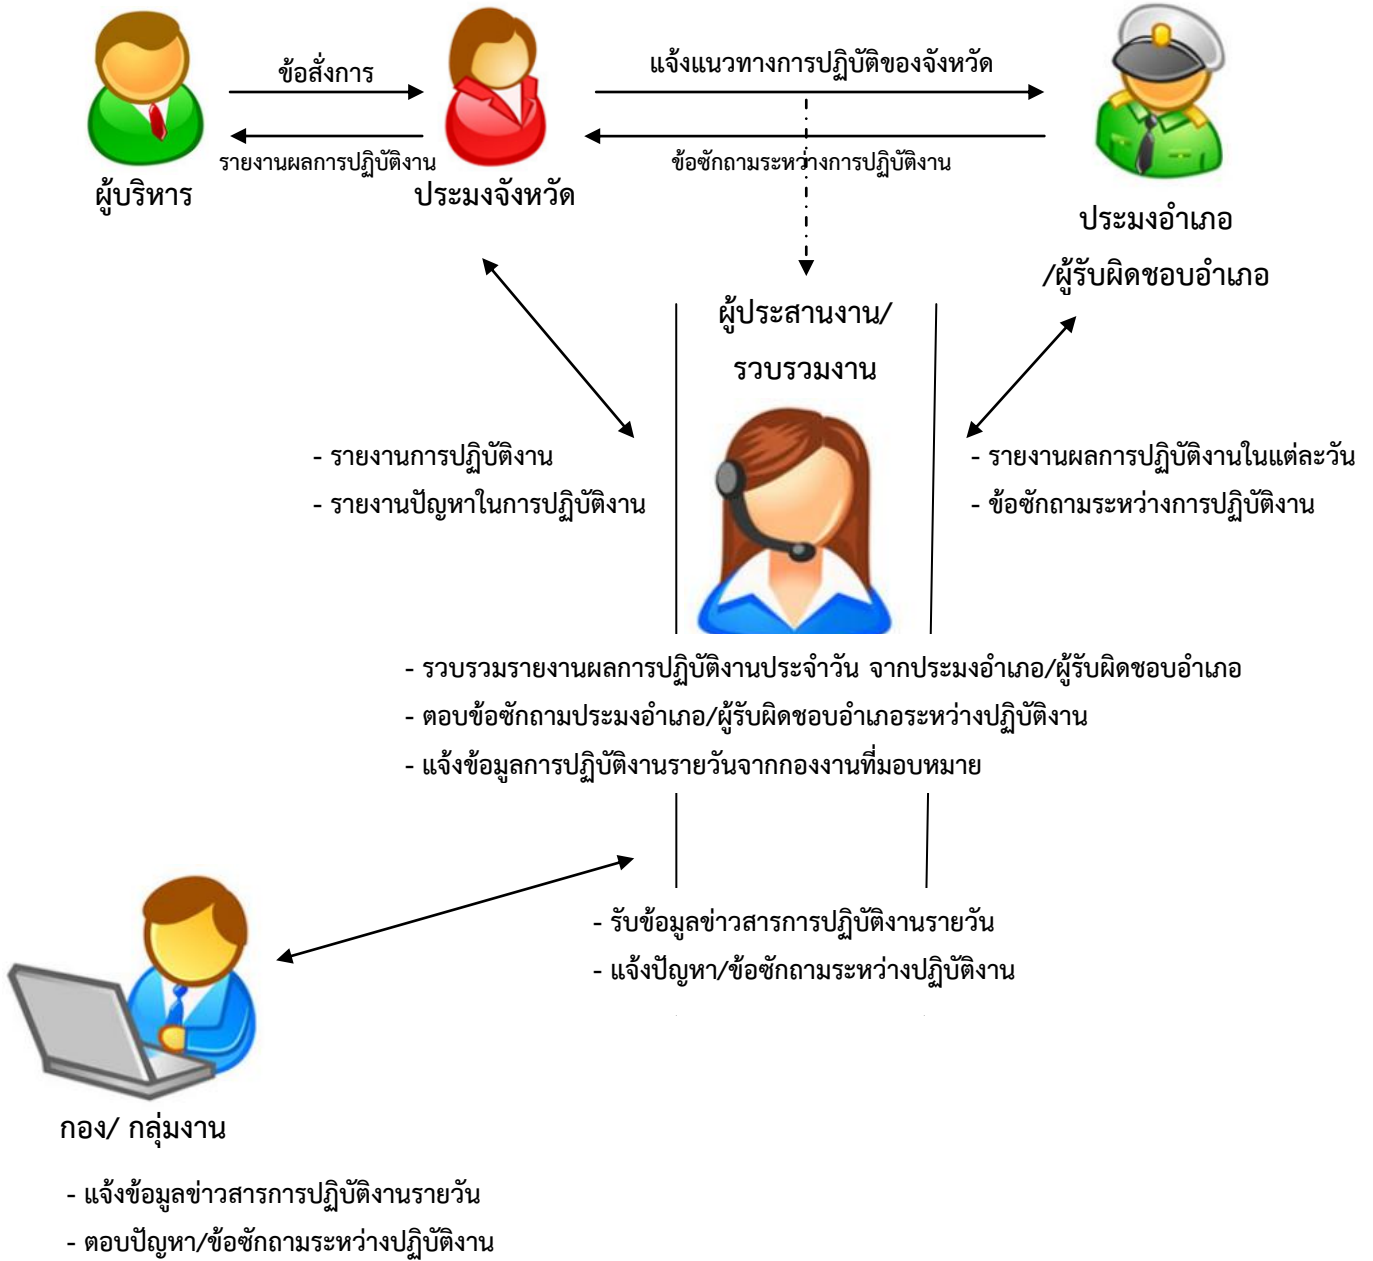 ข้อสั่งการ
แจ้งแนวทางการปฏิบัติของจังหวัด
รายงานผลการปฏิบัติงาน
ข้อซักถามระหว่างการปฏิบัติงาน
ผู้บริหาร
ประมงจังหวัด
ประมงอำเภอ
/ผู้รับผิดชอบอำเภอ
ผู้ประสานงาน/
รวบรวมงาน
- รายงานการปฏิบัติงาน
- รายงานปัญหาในการปฏิบัติงาน
- รายงานผลการปฏิบัติงานในแต่ละวัน
- ข้อซักถามระหว่างการปฏิบัติงาน
- รวบรวมรายงานผลการปฏิบัติงานประจำวัน จากประมงอำเภอ/ผู้รับผิดชอบอำเภอ
- ตอบข้อซักถามประมงอำเภอ/ผู้รับผิดชอบอำเภอระหว่างปฏิบัติงาน
- แจ้งข้อมูลการปฏิบัติงานรายวันจากกองงานที่มอบหมาย
- รับข้อมูลข่าวสารการปฏิบัติงานรายวัน
- แจ้งปัญหา/ข้อซักถามระหว่างปฏิบัติงาน
กอง/ กลุ่มงาน
- แจ้งข้อมูลข่าวสารการปฏิบัติงานรายวัน
- ตอบปัญหา/ข้อซักถามระหว่างปฏิบัติงาน